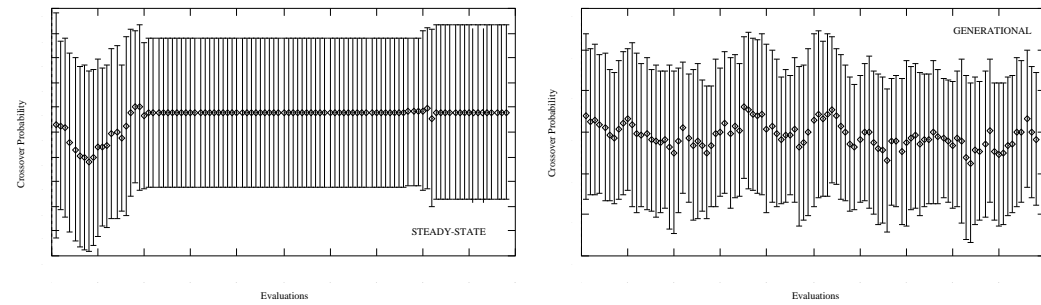 Crossover Probability
STEADY-STATE
Evaluations
Crossover Probability
GENERATIONAL
Evaluations